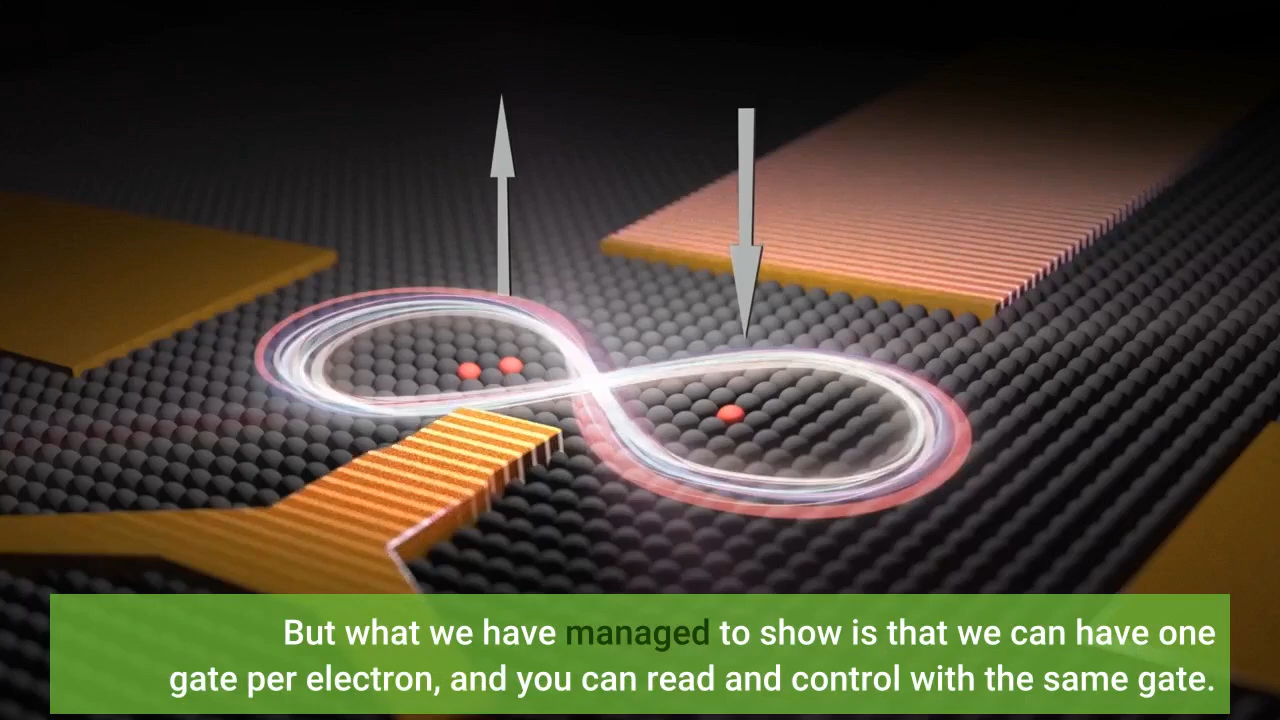 But what we have managed to show is that we can have one
gate per electron, and you can read and control with the same gate.